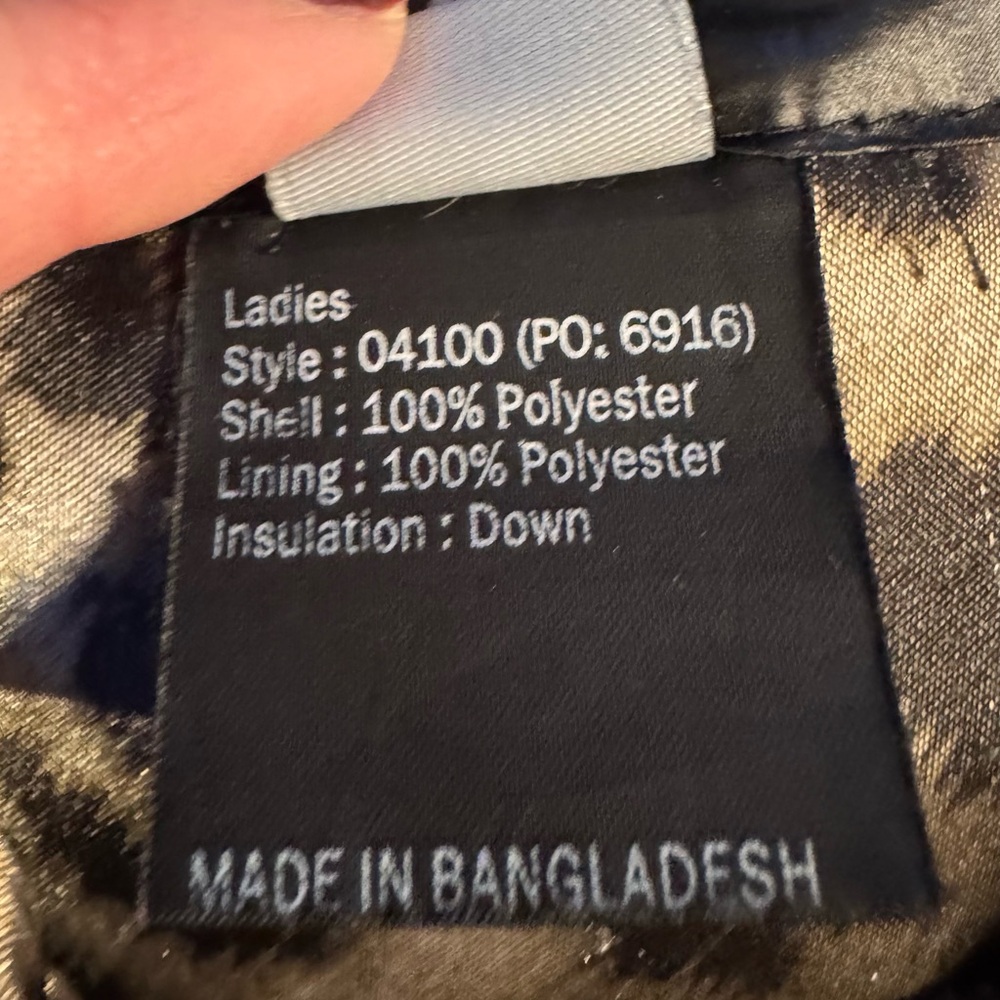 Ladies
Style : 04100 (PO: 6916)
Shell : 100% Polyester
Lining : 100% Polyester
Insulation : Down
MADE IN BANGLADESH